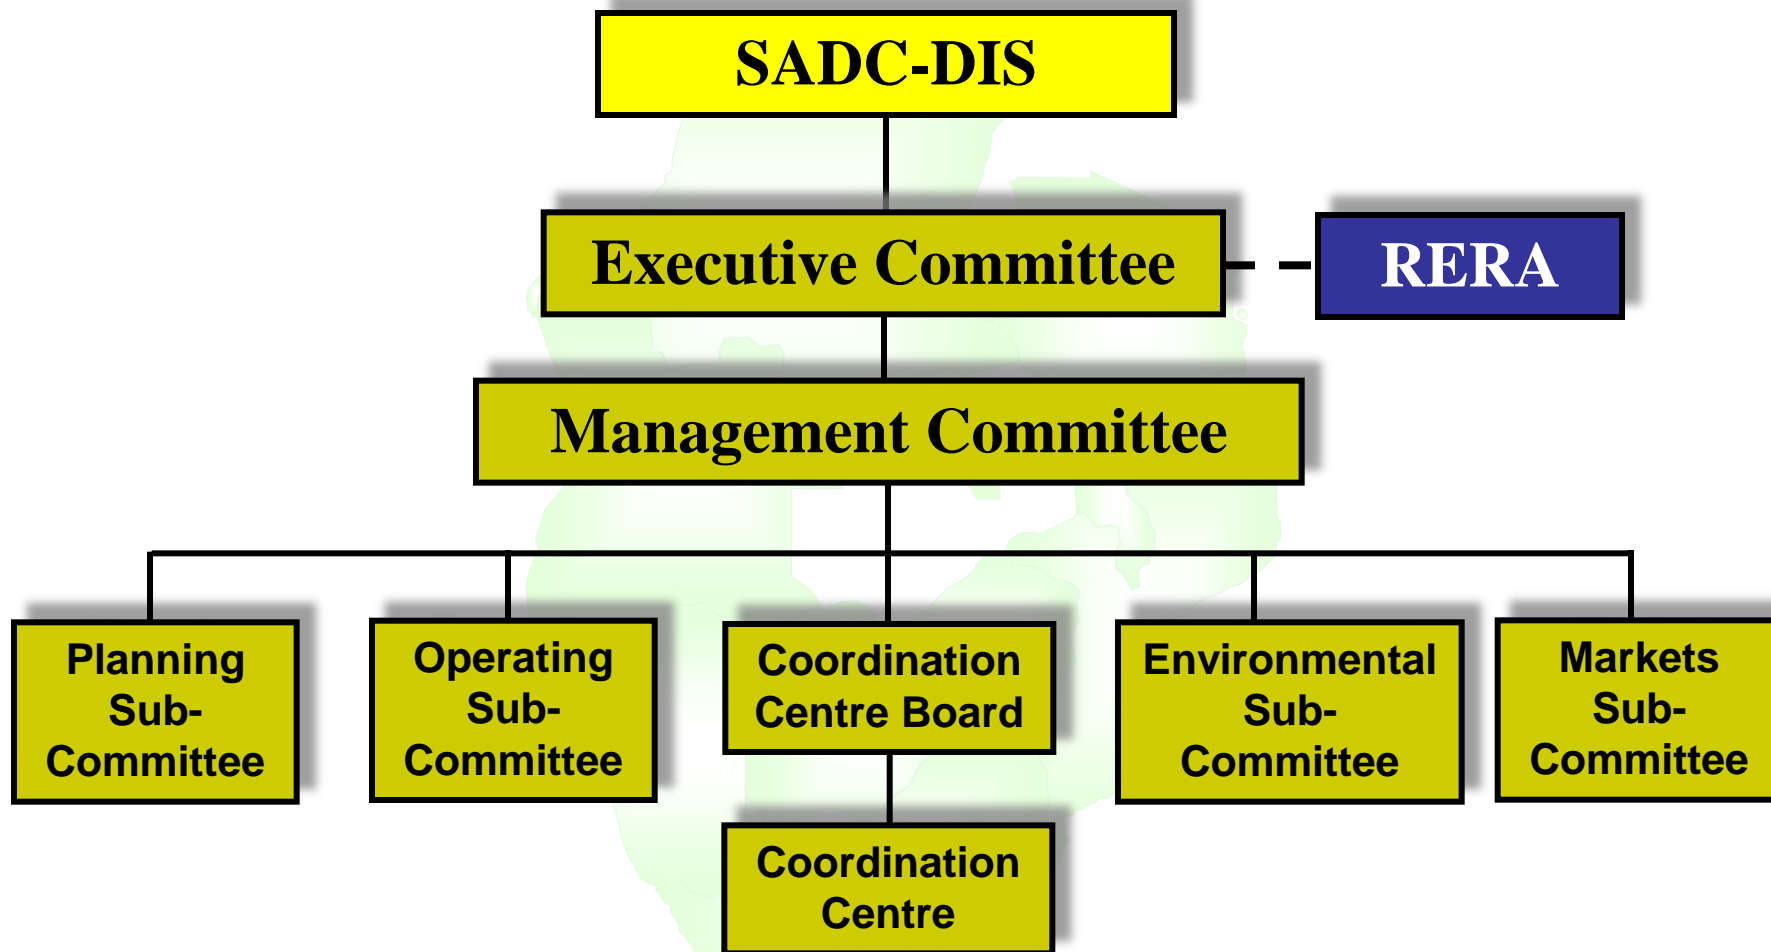 SADC-DIS
Executive Committee
RERA
Management Committee
Planning
Sub-
Committee
Operating
Sub-
Committee
Coordination
Centre Board
Environmental
Sub-
Committee
Markets
Sub-
Committee
Coordination
Centre